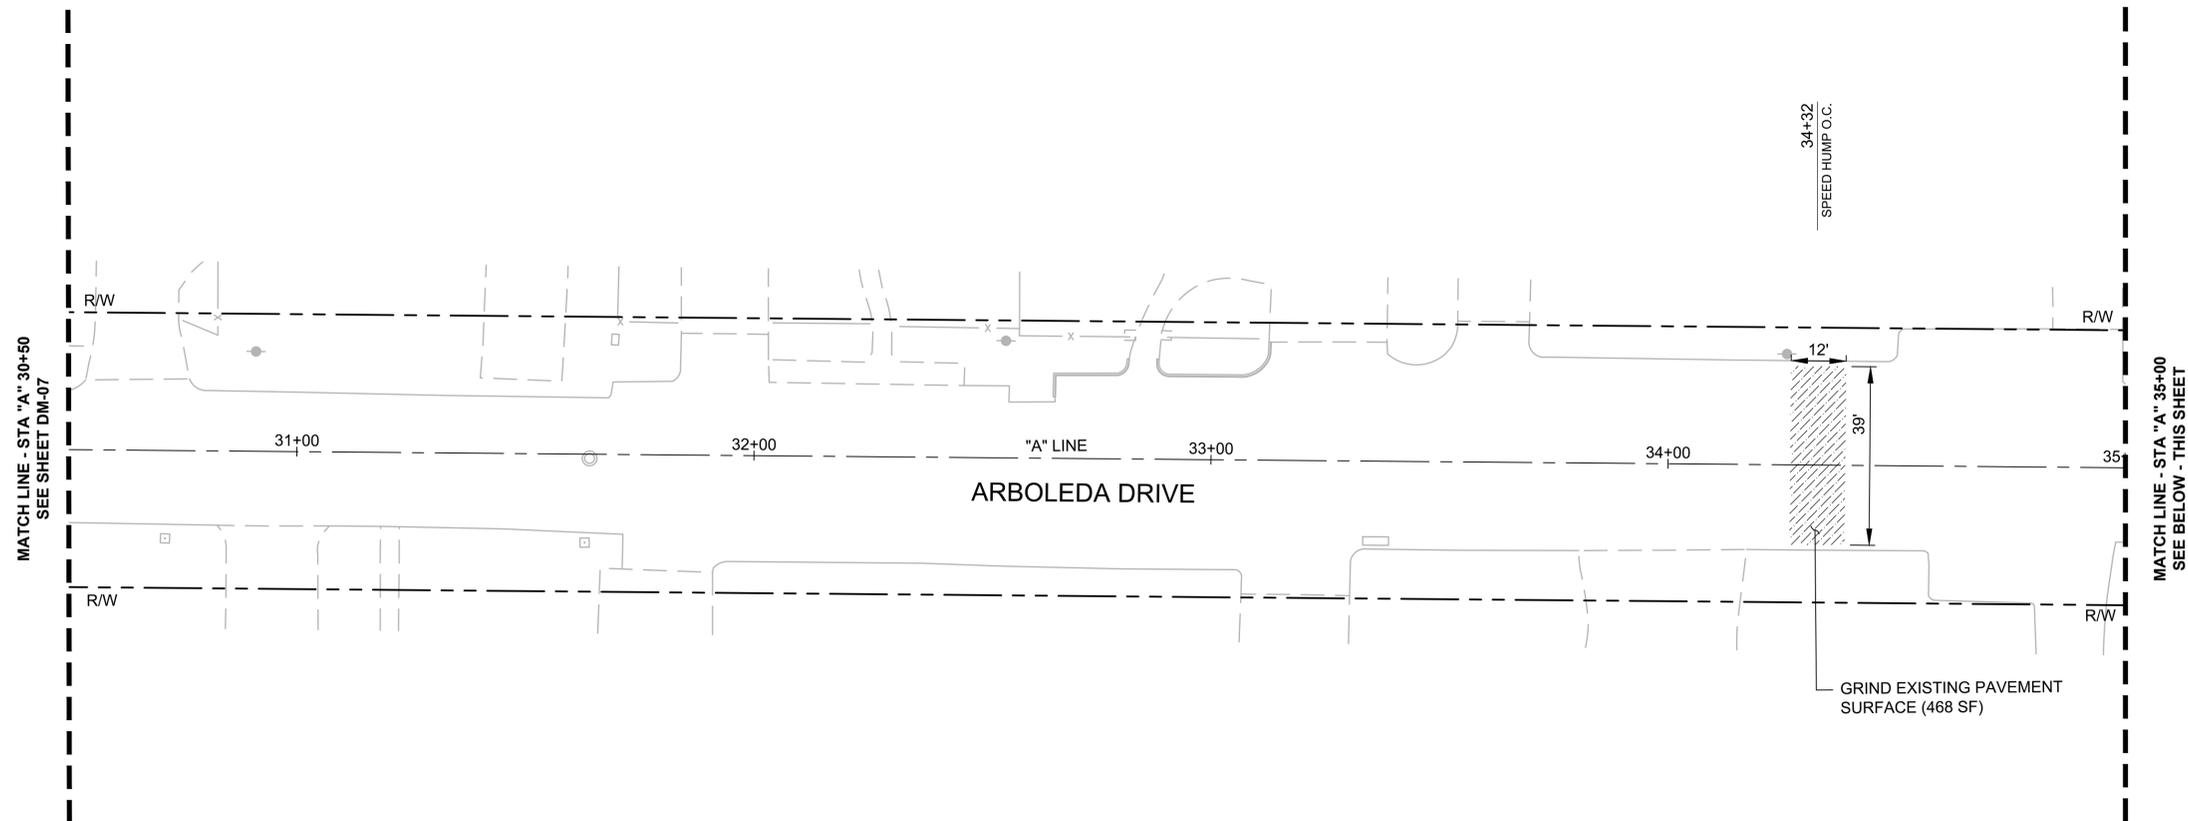 MATCH LINE - STA "A" 30+50
SEE SHEET DM-07
34+32
SPEED HUMP O.C.
R/W
R/W
12'
39'
31+00
32+00
"A" LINE
33+00
34+00
35+
ARBOLEDA DRIVE
R/W
R/W
GRIND EXISTING PAVEMENT
SURFACE (468 SF)
MATCH LINE - STA "A" 35+00
SEE BELOW - THIS SHEET